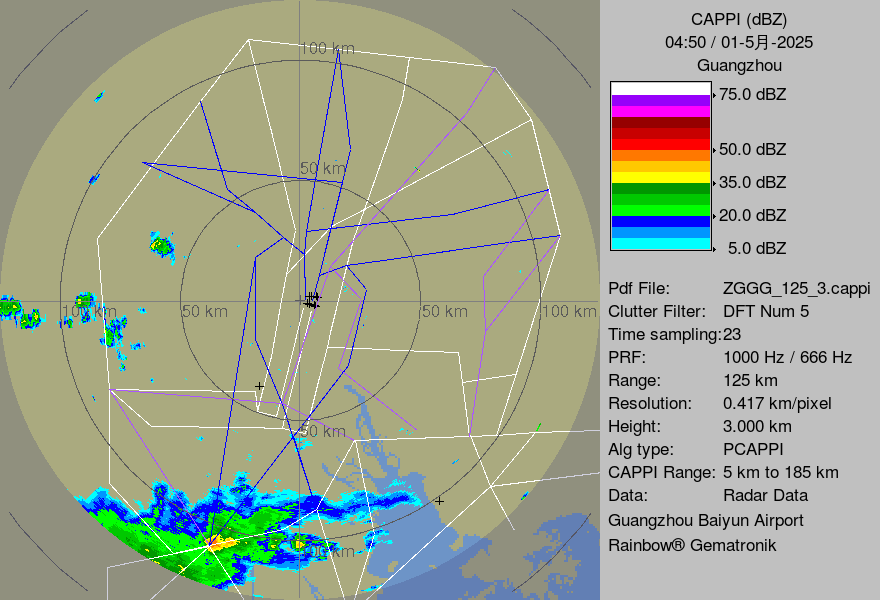 CAPPI (dBZ)
04:50 / 01-5月-2025
Guangzhou
75.0 dBZ
50.0 dBZ
35.0 dBZ
20.0 dBZ
5.0 dBZ
Pdf File: ZGGG_125_3.cappi
Clutter Filter: DFT Num 5
Time sampling:23
PRF: 1000 Hz / 666 Hz
Range: 125 km
Resolution: 0.417 km/pixel
Height: 3.000 km
Alg type: PCAPPI
CAPPI Range: 5 km to 185 km
Data: Radar Data
Guangzhou Baiyun Airport
Rainbow® Gematronik
100 km
50 km
100 km
50 km
50 km
100 km
50 km
100 km